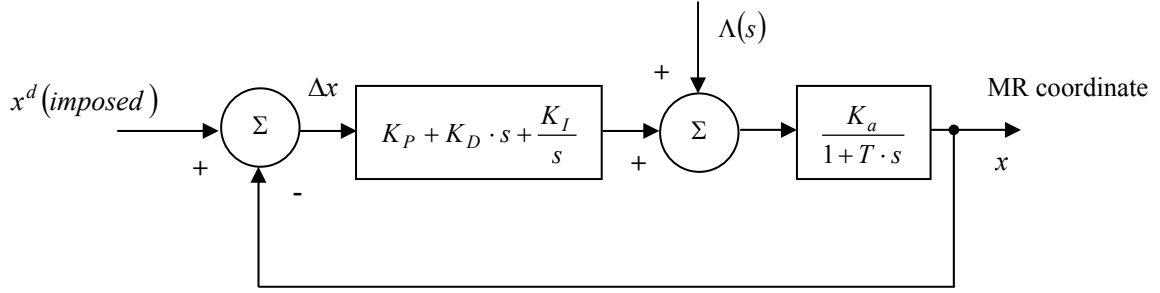 Λ(s)
+
x^d (imposed)
Δx
MR coordinate
Σ
K_P + K_D · s + K_I / s
Σ
K_a / 1 + T · s
+
+
x
-